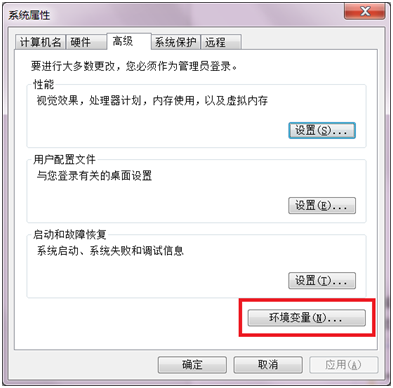 系统属性
计算机名 硬件 高级 系统保护 远程
要进行大多数更改，您必须作为管理员登录。
性能
视觉效果，处理器计划，内存使用，以及虚拟内存
设置(S)...
用户配置文件
与您登录有关的桌面设置
设置(E)...
启动和故障恢复
系统启动、系统失败和调试信息
设置(T)...
环境变量(N)...
确定 取消 应用(A)